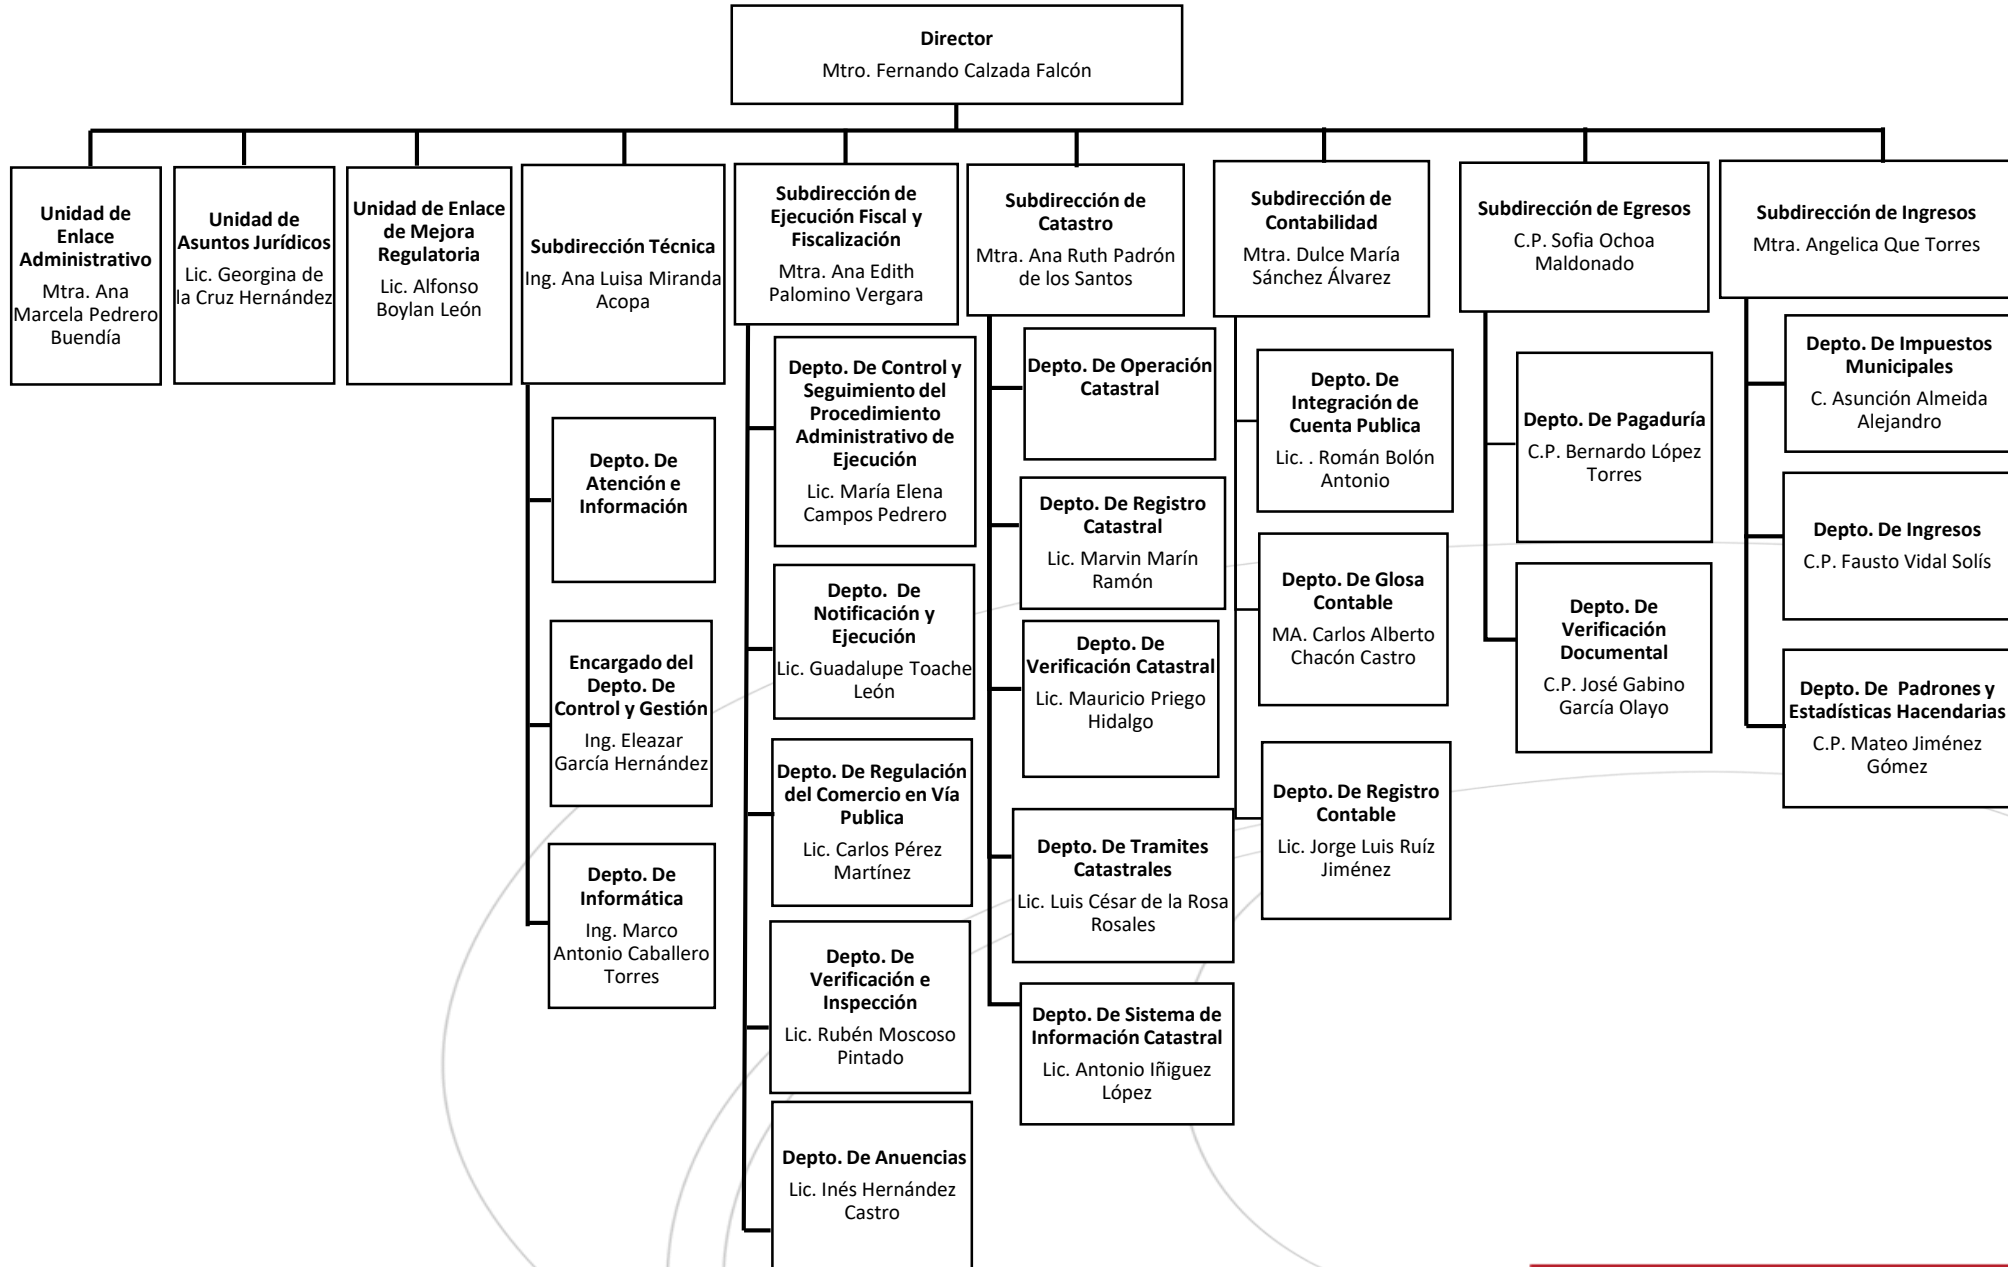 Director
Mtro. Fernando Calzada Falcón
Unidad de
Enlace
Administrativo
Mtra. Ana
Marcela Pedrero
Buendía
Unidad de
Asuntos Jurídicos
Lic. Georgina de
la Cruz Hernández
Unidad de Enlace
de Mejora
Regulatoria
Lic. Alfonso
Boylan León
Subdirección Técnica
Ing. Ana Luisa Miranda
Acopa
Depto. De
Atención e
Información
Encargado del
Depto. De
Control y Gestión
Ing. Eleazar
García Hernández
Depto. De
Informática
Ing. Marco
Antonio Caballero
Torres
Subdirección de
Ejecución Fiscal y
Fiscalización
Mtra. Ana Edith
Palomino Vergara
Depto. De Control y
Seguimiento del
Procedimiento
Administrativo de
Ejecución
Lic. María Elena
Campos Pedrero
Depto. De
Notificación y
Ejecución
Lic. Guadalupe Toache
León
Depto. De Regulación
del Comercio en Vía
Publica
Lic. Carlos Pérez
Martínez
Depto. De
Verificación e
Inspección
Lic. Rubén Moscoso
Pintado
Depto. De Anuencias
Lic. Inés Hernández
Castro
Subdirección de
Catastro
Mtra. Ana Ruth Padrón
de los Santos
Depto. De Operación
Catastral
Depto. De Registro
Catastral
Lic. Marvin Marín
Ramón
Depto. De
Verificación Catastral
Lic. Mauricio Priego
Hidalgo
Depto. De Tramites
Catastrales
Lic. Luis César de la Rosa
Rosales
Depto. De Sistema de
Información Catastral
Lic. Antonio Iñiguez
López
Subdirección de
Contabilidad
Mtra. Dulce María
Sánchez Álvarez
Depto. De
Integración de
Cuenta Publica
Lic. . Román Bolón
Antonio
Depto. De Glosa
Contable
MA. Carlos Alberto
Chacón Castro
Depto. De Registro
Contable
Lic. Jorge Luis Ruíz
Jiménez
Subdirección de Egresos
C.P. Sofia Ochoa
Maldonado
Depto. De Pagaduría
C.P. Bernardo López
Torres
Depto. De
Verificación
Documental
C.P. José Gabino
García Olayo
Subdirección de Ingresos
Mtra. Angelica Que Torres
Depto. De Impuestos
Municipales
C. Asunción Almeida
Alejandro
Depto. De Ingresos
C.P. Fausto Vidal Solís
Depto. De Padrones y
Estadísticas Hacendarias
C.P. Mateo Jiménez
Gómez